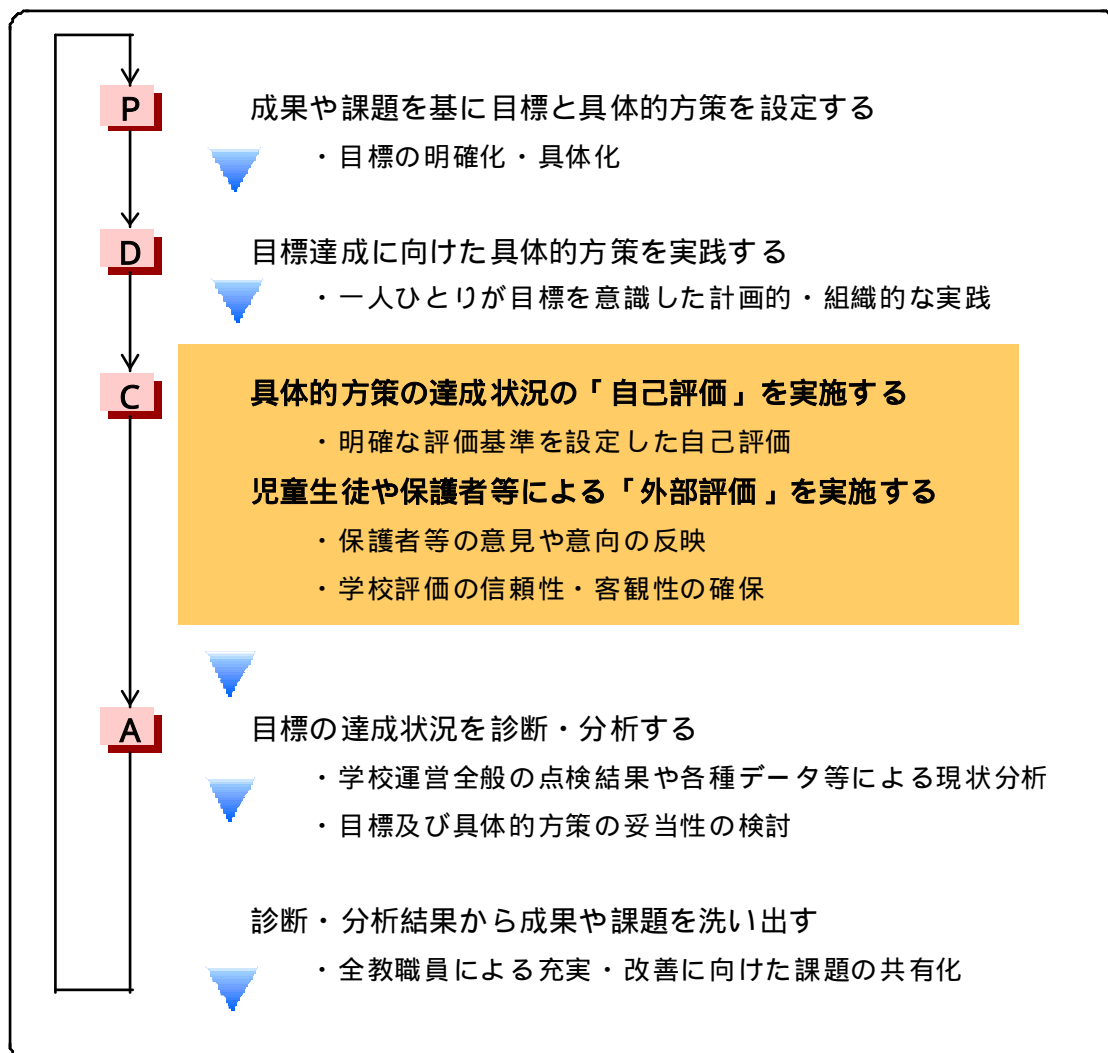 P 成果や課題を基に目標と具体的方策を設定する
・目標の明確化・具体化
D 目標達成に向けた具体的方策を実践する
・一人ひとりが目標を意識した計画的・組織的な実践
C 具体的方策の達成状況の「自己評価」を実施する
・明確な評価基準を設定した自己評価
児童生徒や保護者等による「外部評価」を実施する
・保護者等の意見や意向の反映
・学校評価の信頼性・客観性の確保
A 目標の達成状況を診断・分析する
・学校運営全般の点検結果や各種データ等による現状分析
・目標及び具体的方策の妥当性の検討
診断・分析結果から成果や課題を洗い出す
・全教職員による充実・改善に向けた課題の共有化